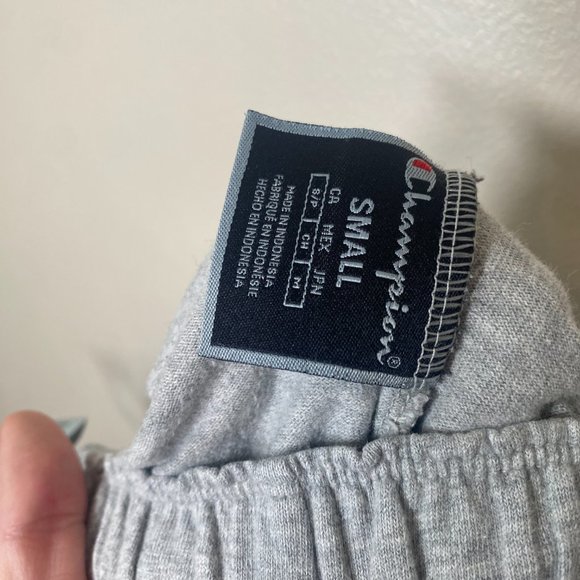 Champion®
SMALL
CA MEX JPN
S/P CH M
MADE IN INDONESIA
FABRIQUÉ EN INDONÉSIE
HECHO EN INDONESIA